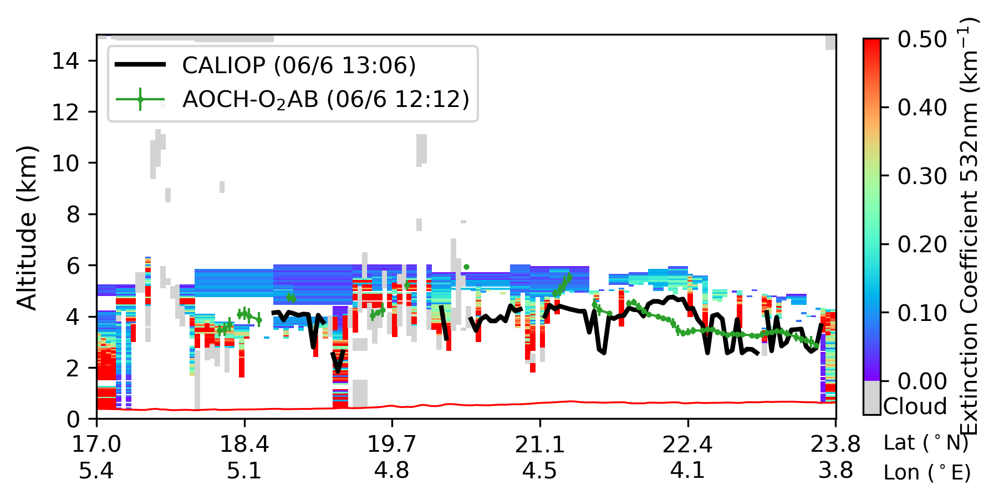 CALIOP (06/6 13:06)
AOCH-O₂AB (06/6 12:12)
Altitude (km)
14
12
10
8
6
4
2
0
17.0 18.4 19.7 21.1 22.4 23.8 Lat (°N)
5.4 5.1 4.8 4.5 4.1 3.8 Lon (°E)
0.50
0.40
0.30
0.20
0.10
0.00
Cloud
Extinction Coefficient 532nm (km⁻¹)